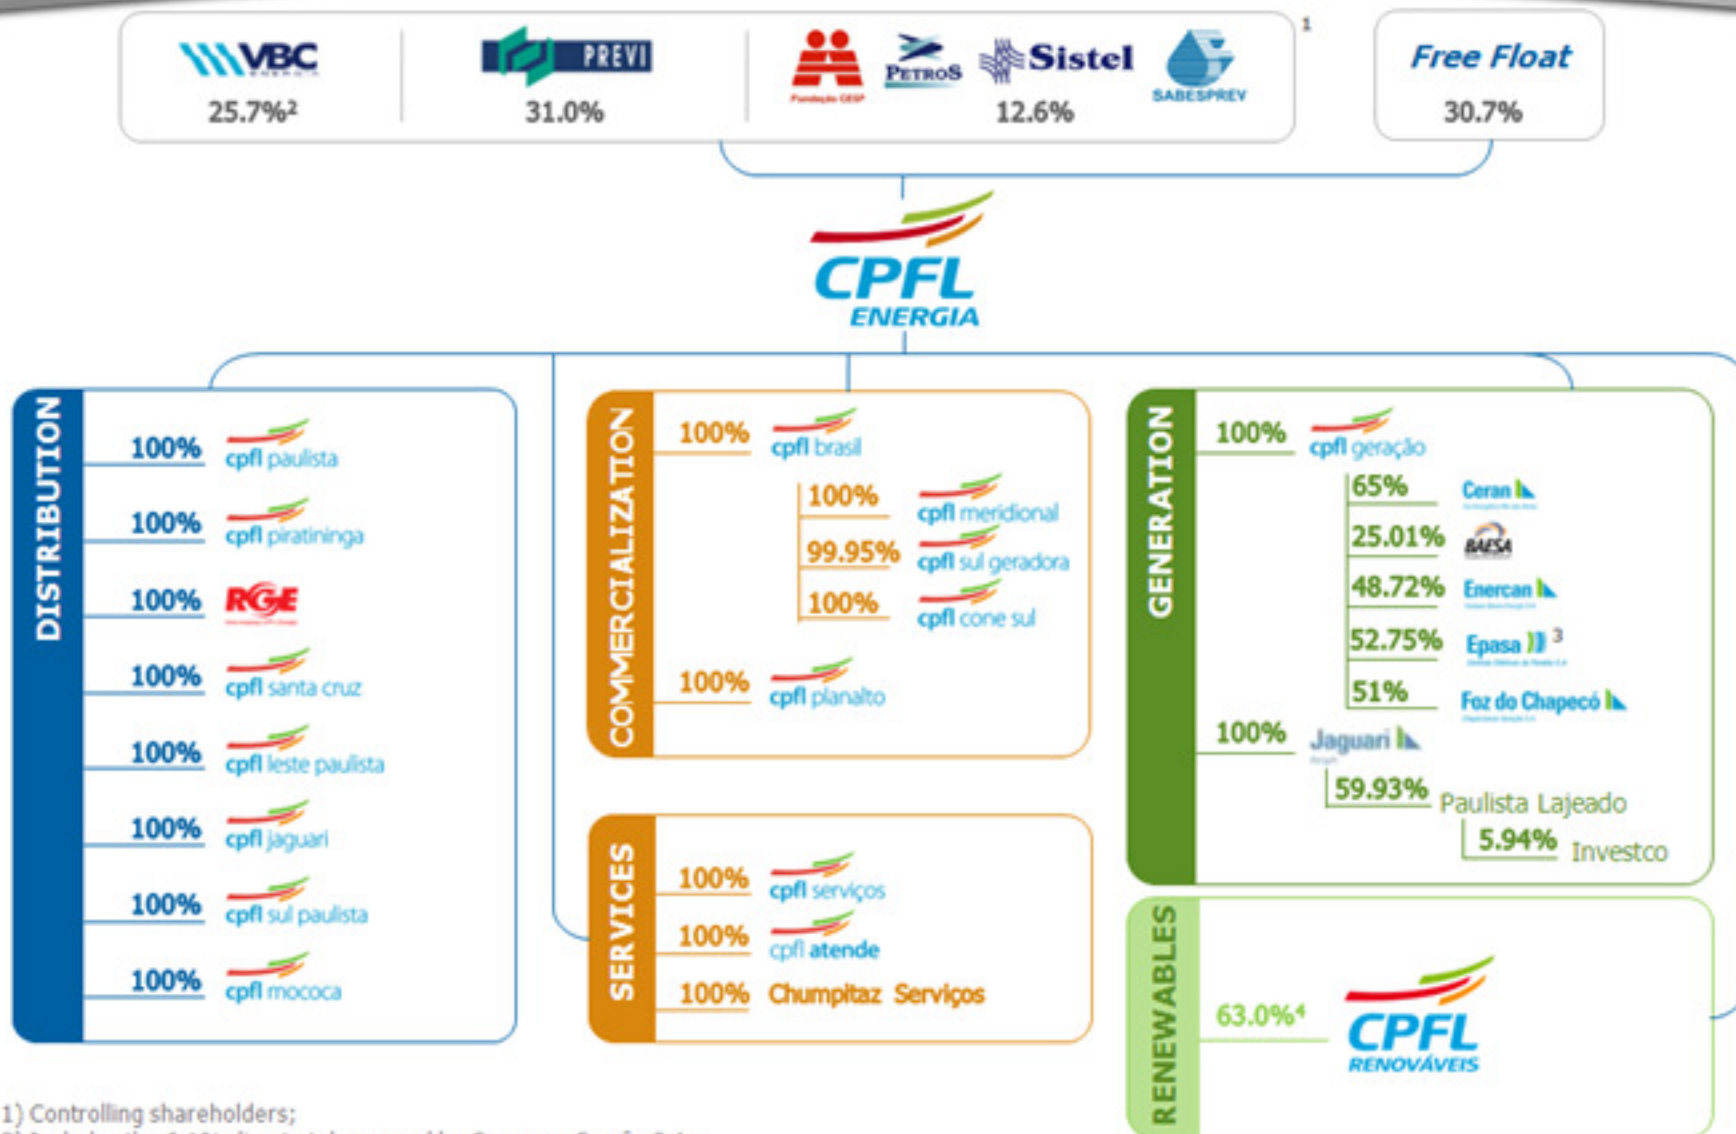 VBC
ENERGIA
25.7%²
PREVI
31.0%
Fundação CESP
PETROS
Sistel
SABESPREV
12.6%
1
Free Float
30.7%
CPFL
ENERGIA
DISTRIBUTION
100% cpfl paulista
100% cpfl piratininga
100% RGE
100% cpfl santa cruz
100% cpfl leste paulista
100% cpfl jaguari
100% cpfl sul paulista
100% cpfl mococa
COMMERCIALIZATION
100% cpfl brasil
100% cpfl meridional
99.95% cpfl sul geradora
100% cpfl cone sul
100% cpfl planalto
SERVICES
100% cpfl serviços
100% cpfl atende
100% Chumpitaz Serviços
GENERATION
100% cpfl geração
65% Ceran
25.01% BAESA
48.72% Enercan
52.75% Epasa 3
51% Foz do Chapecó
100% Jaguari
59.93% Paulista Lajeado
5.94% Investco
RENEWABLES
63.0%⁴
CPFL
RENOVÁVEIS
1) Controlling shareholders;